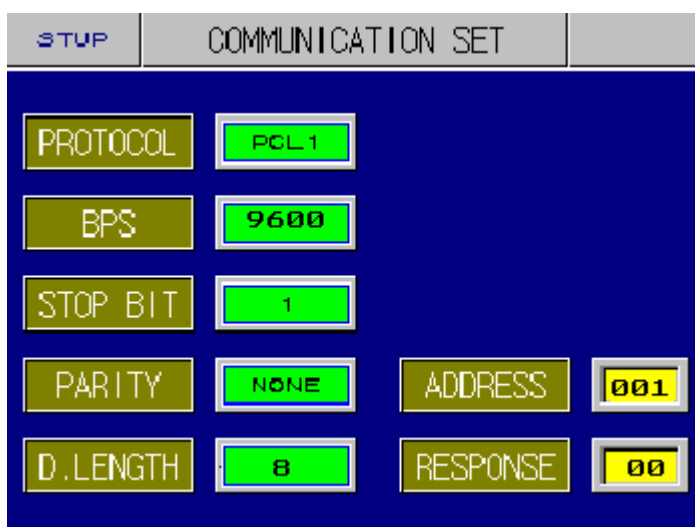 STUP COMMUNICATION SET
PROTOCOL PCL1
BPS 9600
STOP BIT 1
PARITY NONE ADDRESS 001
D.LENGTH 8 RESPONSE 00